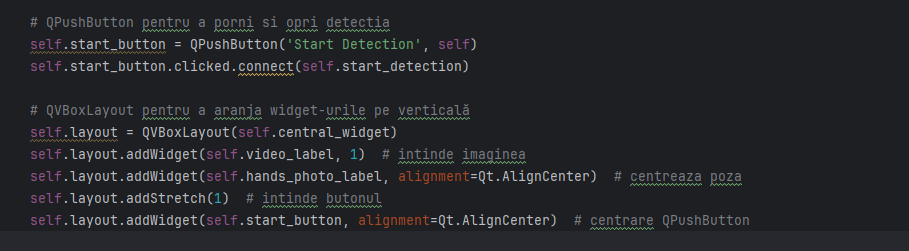 # QPushButton pentru a porni si opri detectia
self.start_button = QPushButton('Start Detection', self)
self.start_button.clicked.connect(self.start_detection)
# QVBoxLayout pentru a aranja widget-urile pe verticală
self.layout = QVBoxLayout(self.central_widget)
self.layout.addWidget(self.video_label, 1)  # intinde imaginea
self.layout.addWidget(self.hands_photo_label, alignment=Qt.AlignCenter)  # centreaza poza
self.layout.addStretch(1)  # intinde butonul
self.layout.addWidget(self.start_button, alignment=Qt.AlignCenter)  # centrare QPushButton